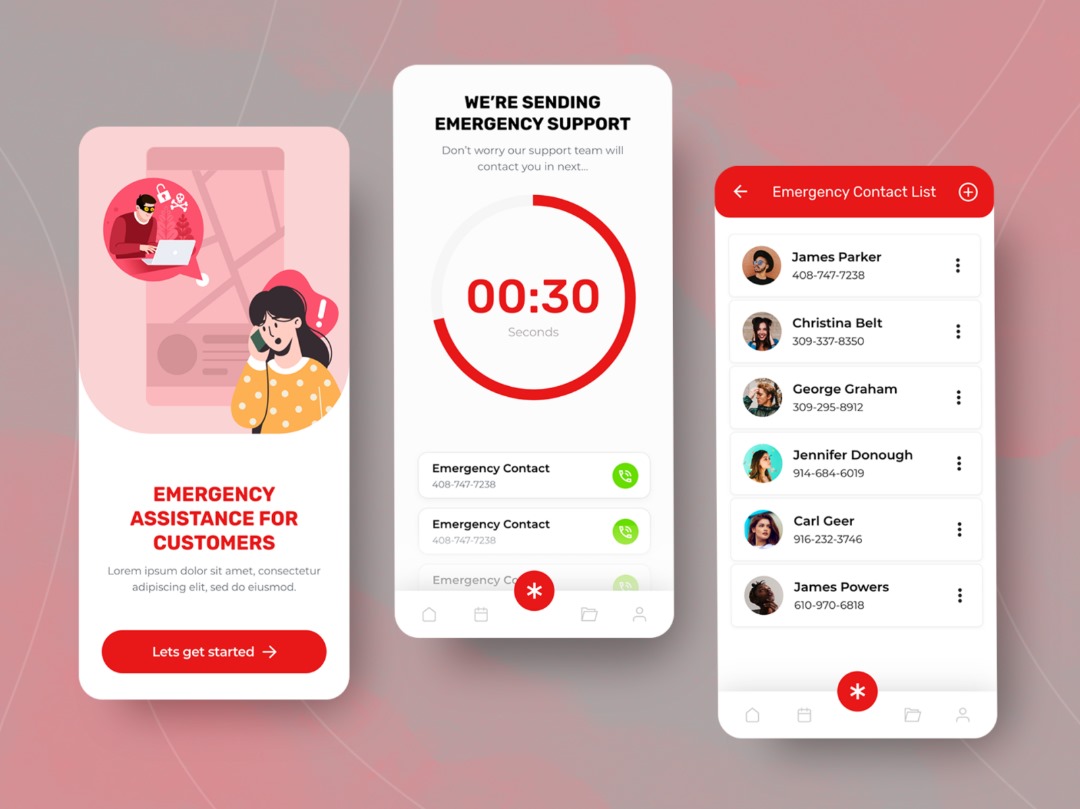 EMERGENCY
ASSISTANCE FOR
CUSTOMERS
Lorem ipsum dolor sit amet, consectetur
adipiscing elit, sed do eiusmod.
Lets get started
WE'RE SENDING
EMERGENCY SUPPORT
Don't worry our support team will
contact you in next...
00:30
Seconds
Emergency Contact
408-747-7238
Emergency Contact
408-747-7238
Emergency Co
Emergency Contact List
James Parker
408-747-7238
Christina Belt
309-337-8350
George Graham
309-295-8912
Jennifer Donough
914-684-6019
Carl Geer
916-232-3746
James Powers
610-970-6818